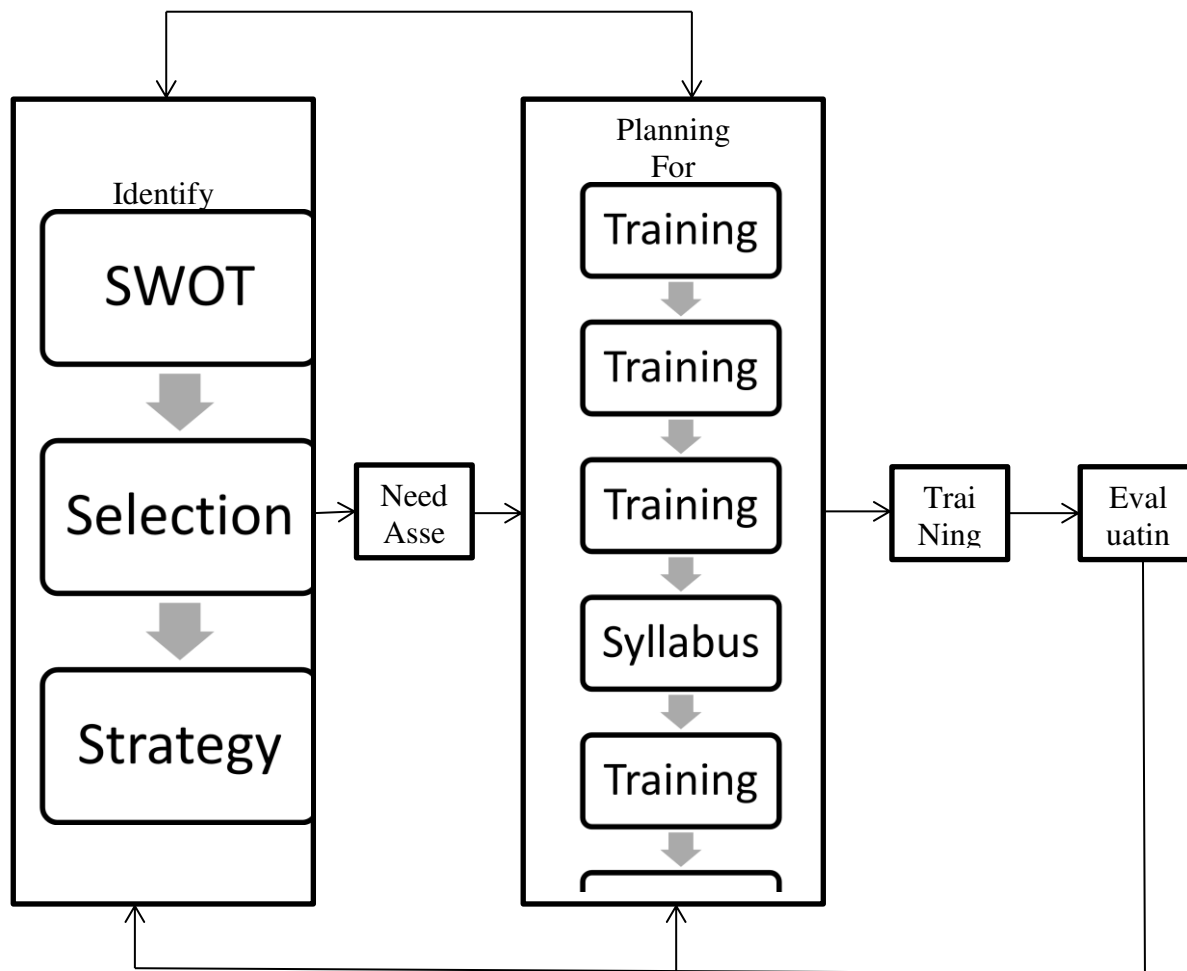 Identify
SWOT
Selection
Strategy
Need
Asse
Planning
For
Training
Training
Training
Syllabus
Training
Trai
Ning
Eval
uatin